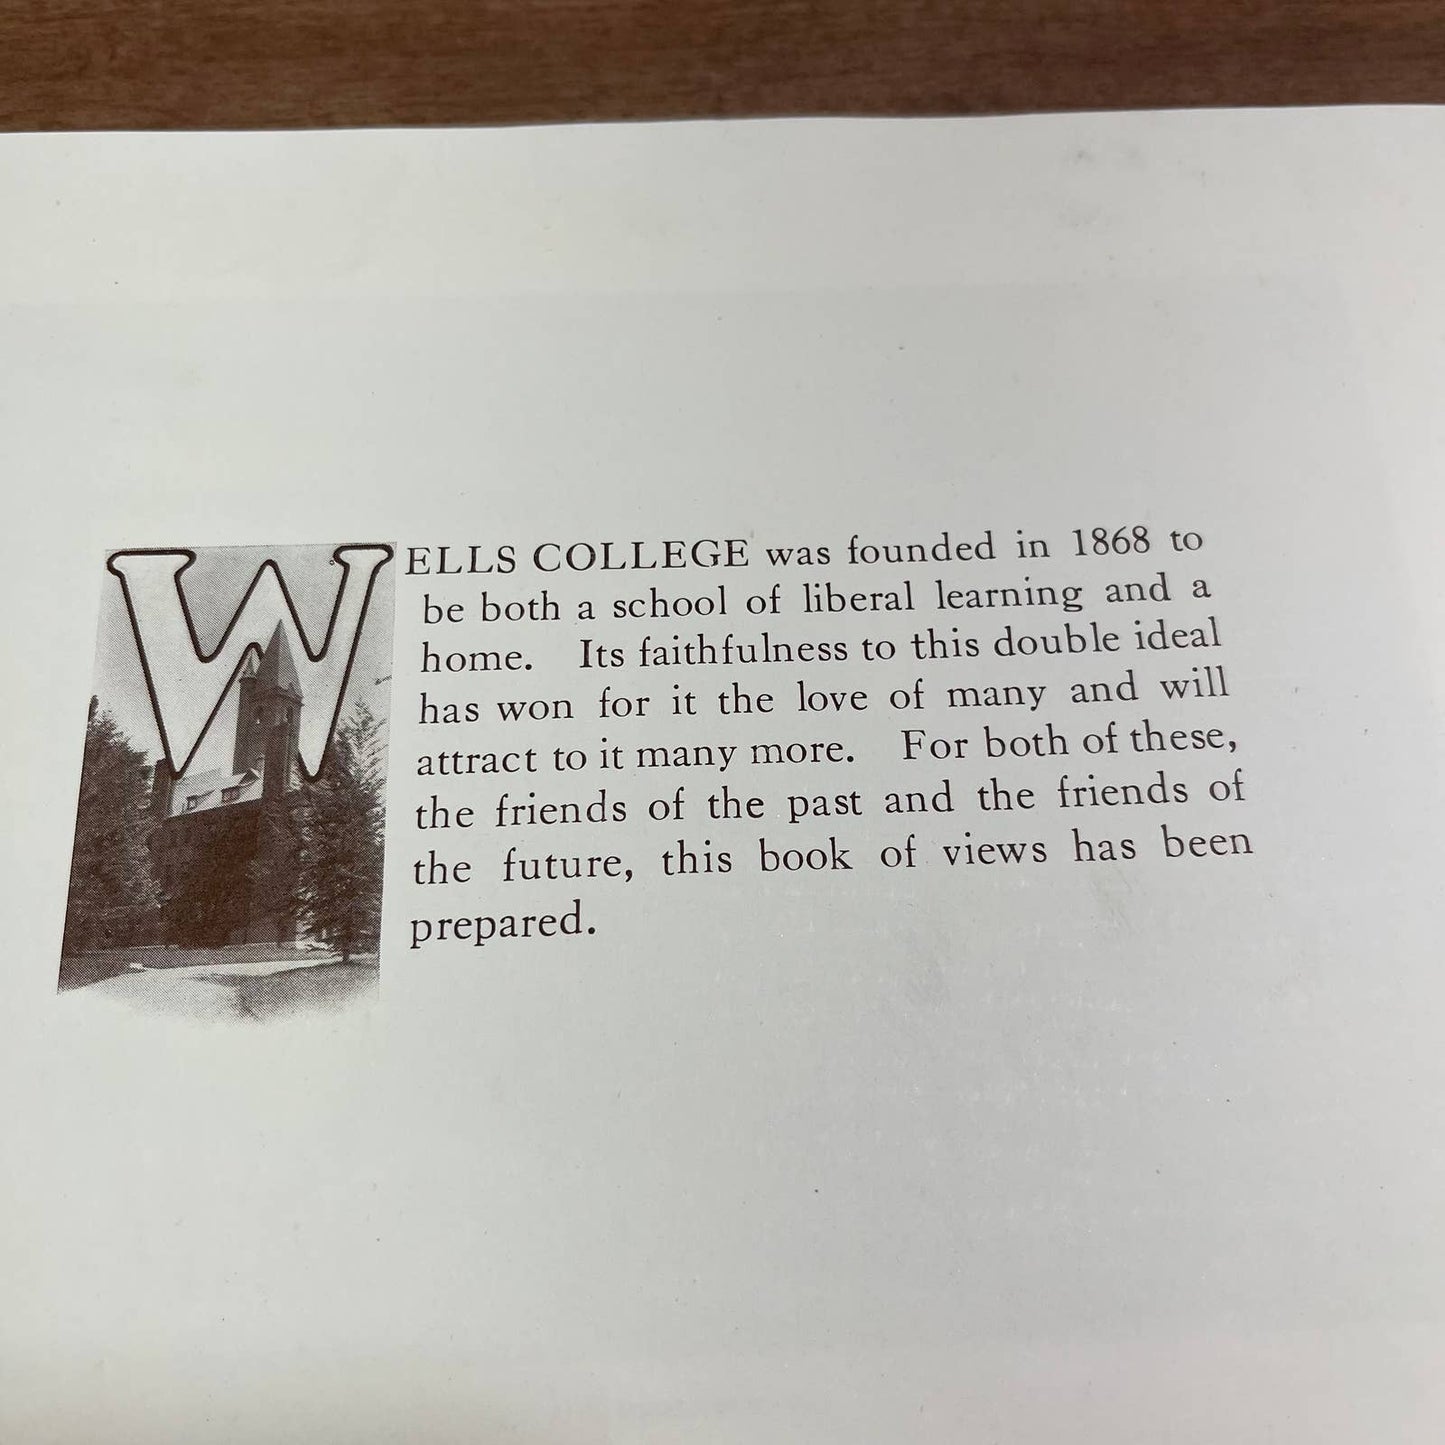 WELLS COLLEGE was founded in 1868 to
be both a school of liberal learning and a
home. Its faithfulness to this double ideal
has won for it the love of many and will
attract to it many more. For both of these,
the friends of the past and the friends of
the future, this book of views has been
prepared.